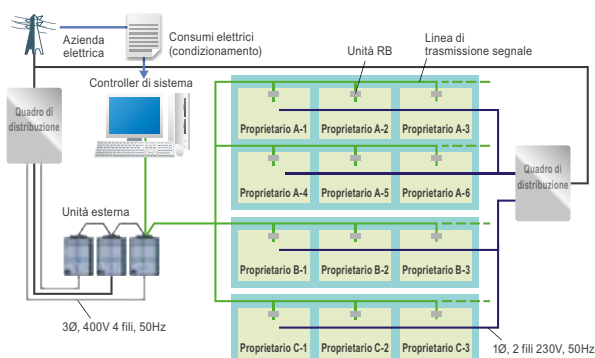 Azienda
elettrica
Consumi elettrici
(condizionamento)
Unità RB
Linea di
trasmissione segnale
Controller di sistema
Quadro di
distribuzione
Proprietario A-1
Proprietario A-2
Proprietario A-3
Quadro di
distribuzione
Proprietario A-4
Proprietario A-5
Proprietario A-6
Unità esterna
Proprietario B-1
Proprietario B-2
Proprietario B-3
3Ø, 400V 4 fili, 50Hz
Proprietario C-1
Proprietario C-2
Proprietario C-3
1Ø, 2 fili 230V, 50Hz